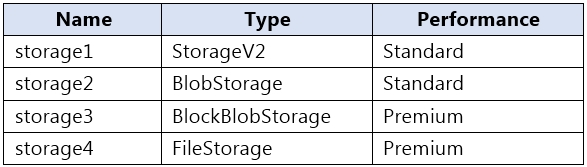 Name Type Performance
storage1 StorageV2 Standard
storage2 BlobStorage Standard
storage3 BlockBlobStorage Premium
storage4 FileStorage Premium